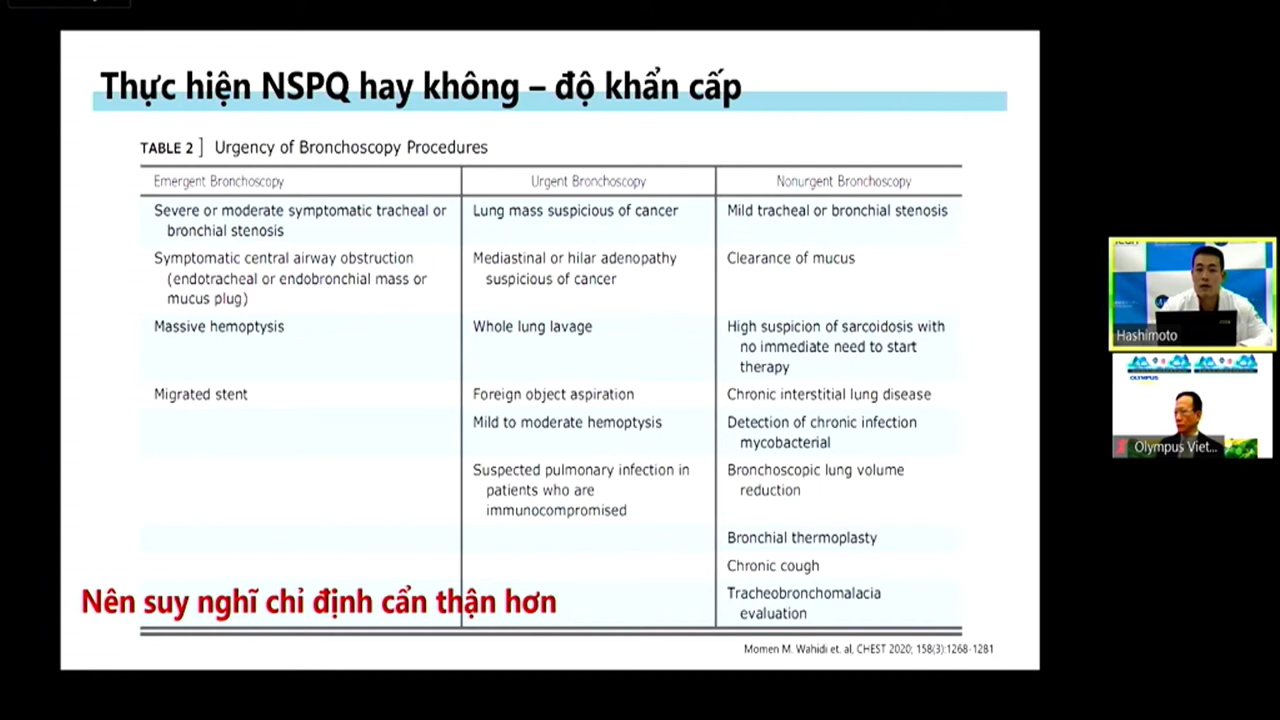 Thực hiện NSPQ hay không – độ khẩn cấp
TABLE 2 ] Urgency of Bronchoscopy Procedures
Emergent Bronchoscopy
Urgent Bronchoscopy
Nonurgent Bronchoscopy
Severe or moderate symptomatic tracheal or
bronchial stenosis
Lung mass suspicious of cancer
Mild tracheal or bronchial stenosis
Symptomatic central airway obstruction
(endotracheal or endobronchial mass or
mucus plug)
Mediastinal or hilar adenopathy
suspicious of cancer
Clearance of mucus
Massive hemoptysis
Whole lung lavage
High suspicion of sarcoidosis with
no immediate need to start
therapy
Migrated stent
Foreign object aspiration
Chronic interstitial lung disease
Mild to moderate hemoptysis
Detection of chronic infection
mycobacterial
Suspected pulmonary infection in
patients who are
immunocompromised
Bronchoscopic lung volume
reduction
Bronchial thermoplasty
Chronic cough
Tracheobronchomalacia
evaluation
Nên suy nghĩ chỉ định cẩn thận hơn
Momen M. Wahidi et. al, CHEST 2020; 158(3):1268-1281
Hashimoto
OLYMPUS
Olympus Viet...